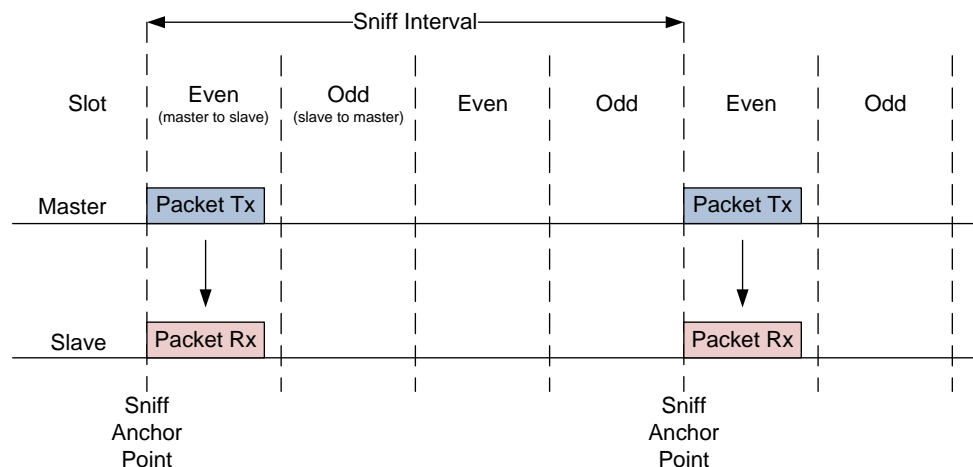 Sniff Interval
Slot
Even
(master to slave)
Odd
(slave to master)
Even
Odd
Even
Odd
Master
Packet Tx
Packet Tx
Slave
Packet Rx
Packet Rx
Sniff
Anchor
Point
Sniff
Anchor
Point